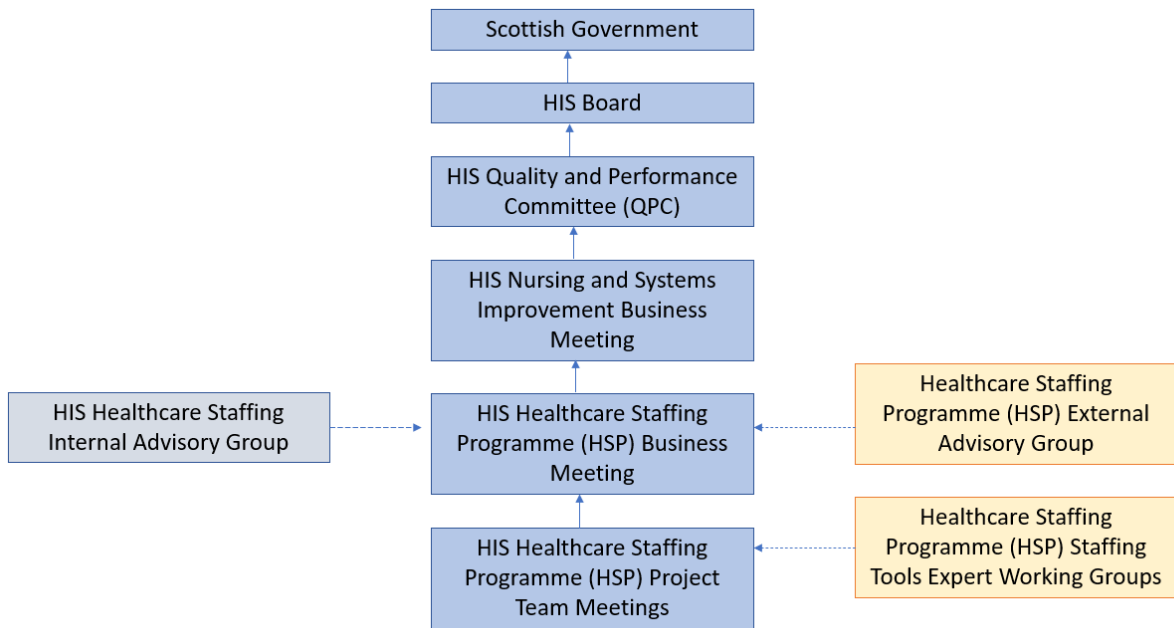 Scottish Government
HIS Board
HIS Quality and Performance
Committee (QPC)
HIS Nursing and Systems
Improvement Business
Meeting
HIS Healthcare Staffing
Internal Advisory Group
HIS Healthcare Staffing
Programme (HSP) Business
Meeting
Healthcare Staffing
Programme (HSP) External
Advisory Group
HIS Healthcare Staffing
Programme (HSP) Project
Team Meetings
Healthcare Staffing
Programme (HSP) Staffing
Tools Expert Working Groups